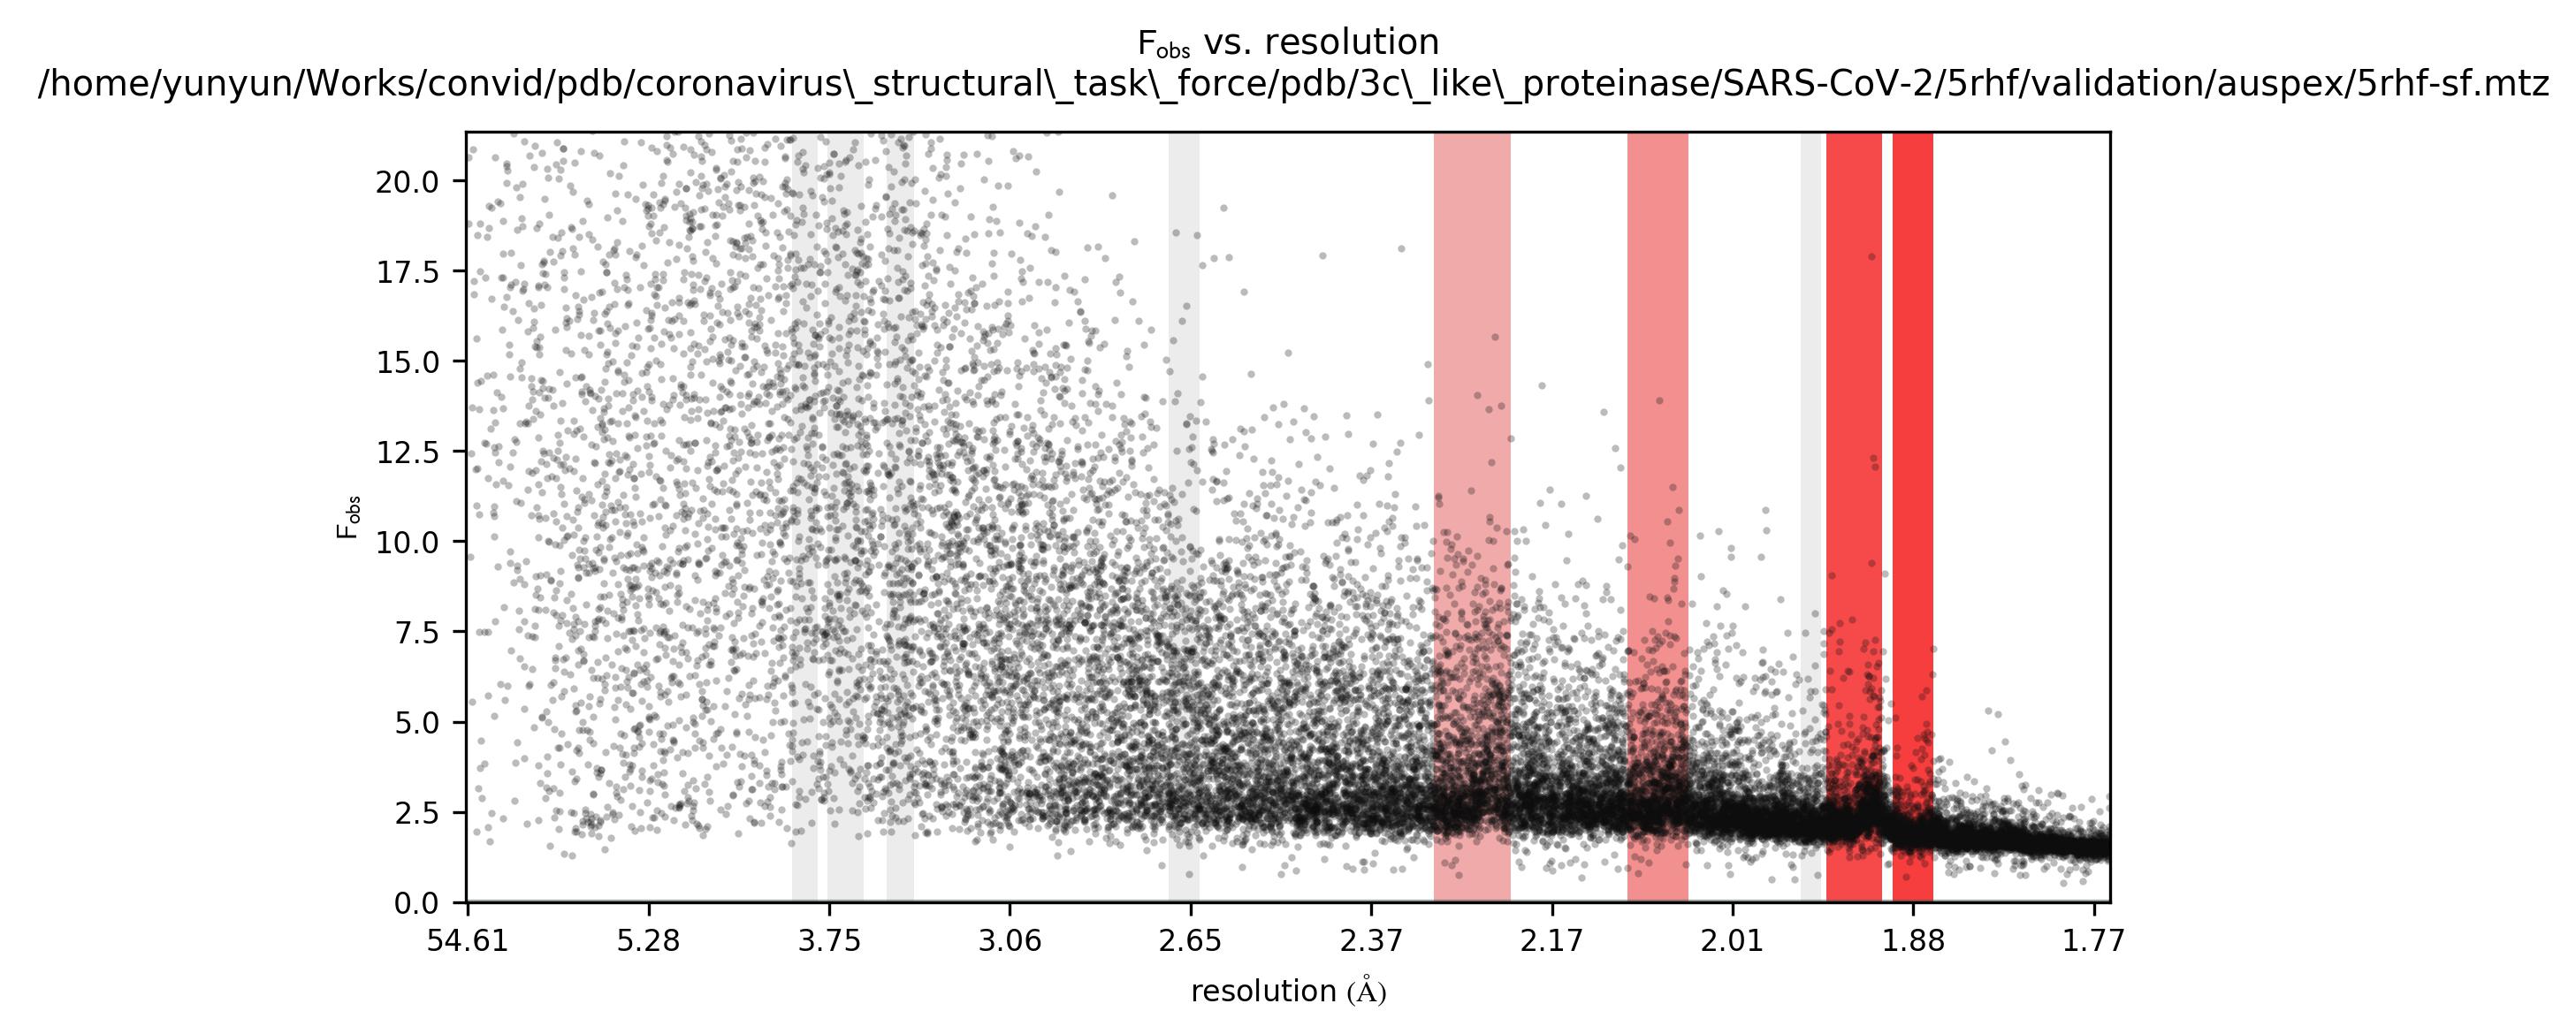 Fobs vs. resolution
/home/yunyun/Works/convid/pdb/coronavirus\_structural\_task\_force/pdb/3c\_like\_proteinase/SARS-CoV-2/5rhf/validation/auspex/5rhf-sf.mtz
Fobs
20.0
17.5
15.0
12.5
10.0
7.5
5.0
2.5
0.0
54.61 5.28 3.75 3.06 2.65 2.37 2.17 2.01 1.88 1.77
resolution (Å)